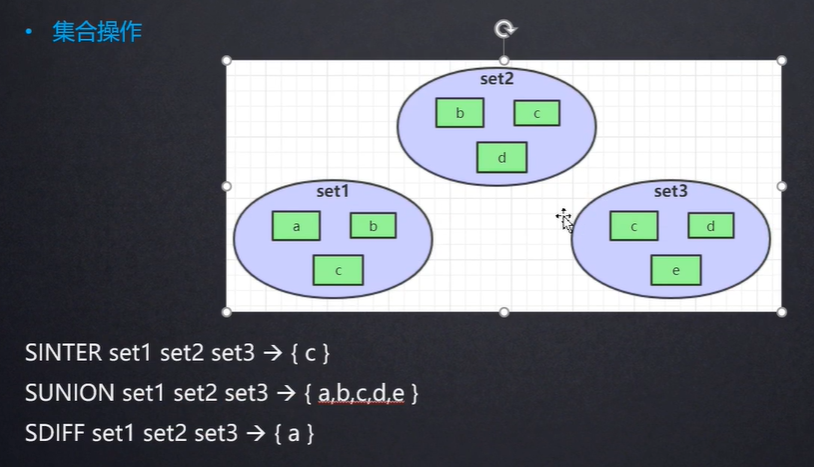 • 集合操作
set2
b c
d
set1
a b
c
set3
c d
e
SINTER set1 set2 set3 → { c }
SUNION set1 set2 set3 → { a,b,c,d,e }
SDIFF set1 set2 set3 → { a }